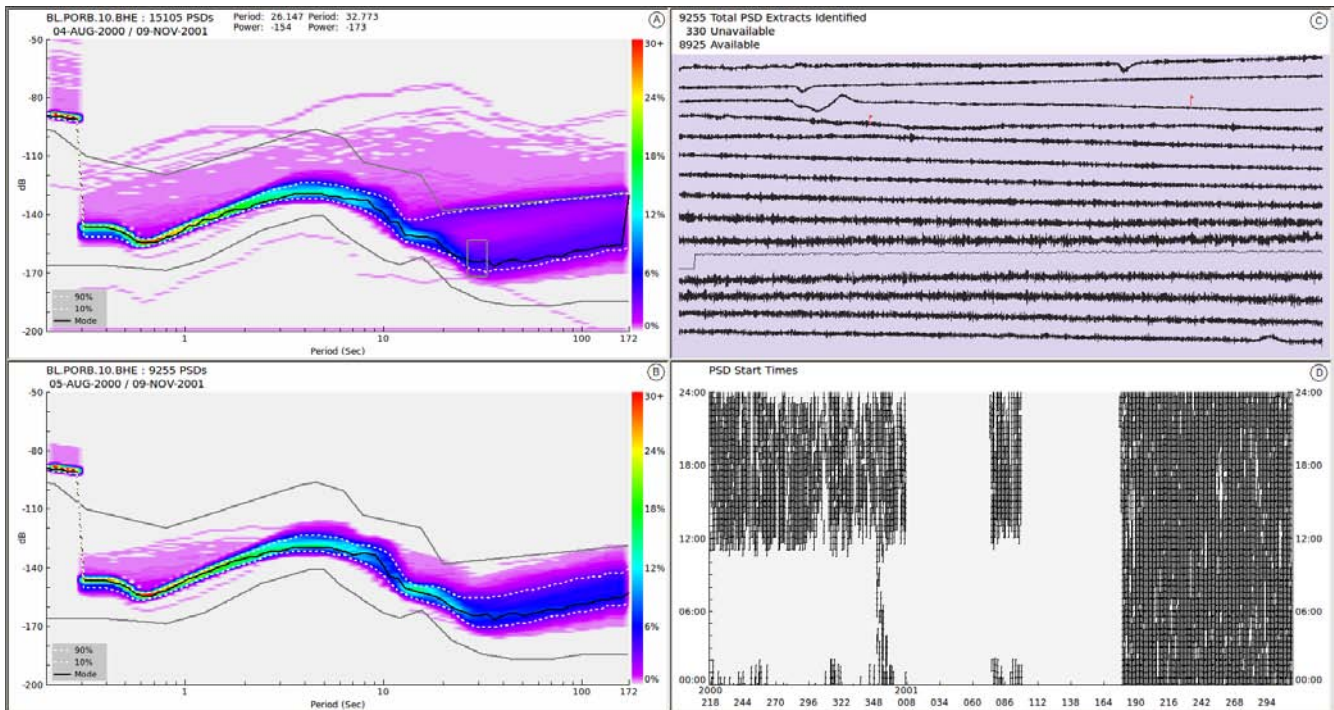 BL.PORB.10.BHE : 15105 PSDs
Period: 26.147 Period: 32.773
04-AUG-2000 / 09-NOV-2001
Power: -154 Power: -173
A
-50
-80
-110
-140
-170
-200
dB
90%
10%
Mode
1
10
100
172
Period (Sec)
30+
24%
18%
12%
6%
0%
9255 Total PSD Extracts Identified
330 Unavailable
8925 Available
C
BL.PORB.10.BHE : 9255 PSDs
05-AUG-2000 / 09-NOV-2001
B
-50
-80
-110
-140
-170
-200
dB
90%
10%
Mode
1
10
100
172
Period (Sec)
30+
24%
18%
12%
6%
0%
PSD Start Times
D
24:00
18:00
12:00
06:00
00:00
24:00
18:00
12:00
06:00
00:00
2000
2001
218 244 270 296 322 348 008 034 060 086 112 138 164 190 216 242 268 294